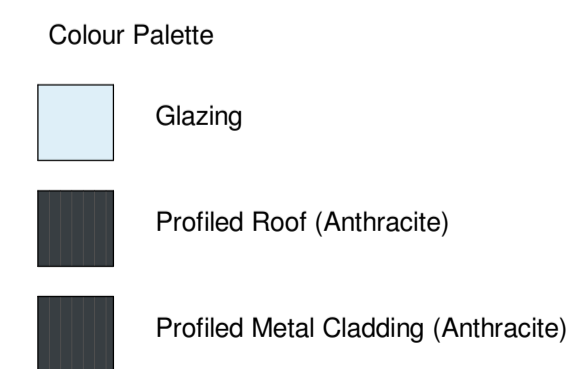 Colour Palette
Glazing
Profiled Roof (Anthracite)
Profiled Metal Cladding (Anthracite)